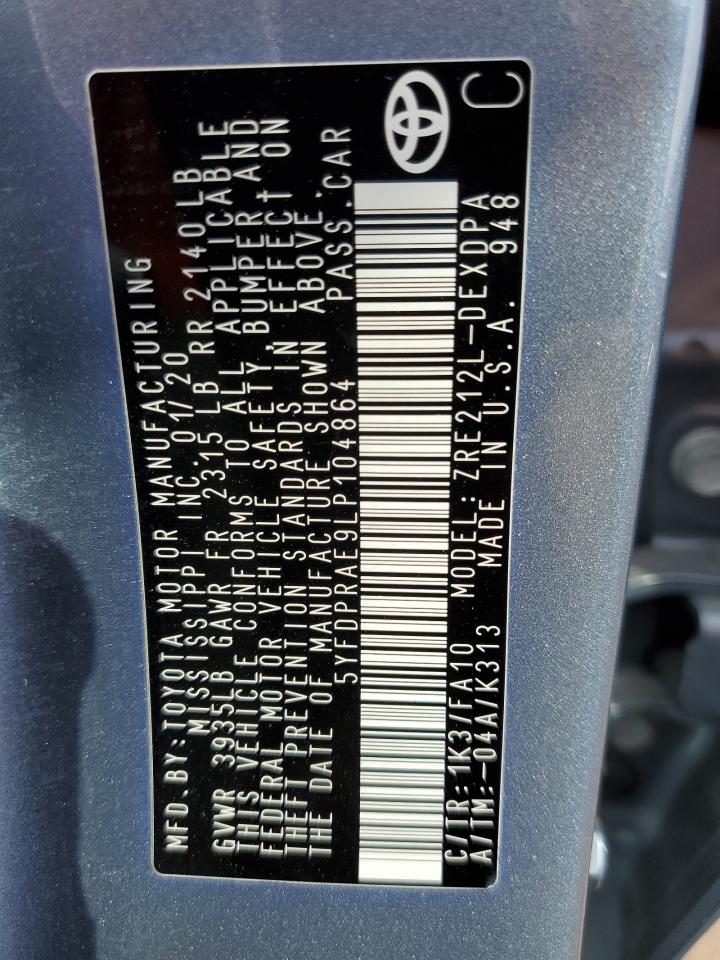 MFD. BY: TOYOTA MOTOR MANUFACTURING
MISSISSIPPI INC. 01/20
GVWR 3935LB GAWR FR 2315 LB RR 2140LB
THIS VEHICLE CONFORMS TO ALL APPLICABLE
FEDERAL MOTOR VEHICLE SAFETY, BUMPER AND
THEFT PREVENTION STANDARDS IN EFFECT ON
THE DATE OF MANUFACTURE SHOWN ABOVE.
5YFDPRAE9LP104864 PASS.CAR
C/TR: 1K3/FA10 MODEL: ZRE212L-DEXDPA
A/TM:-04A/K313 MADE IN U.S.A. 948
C